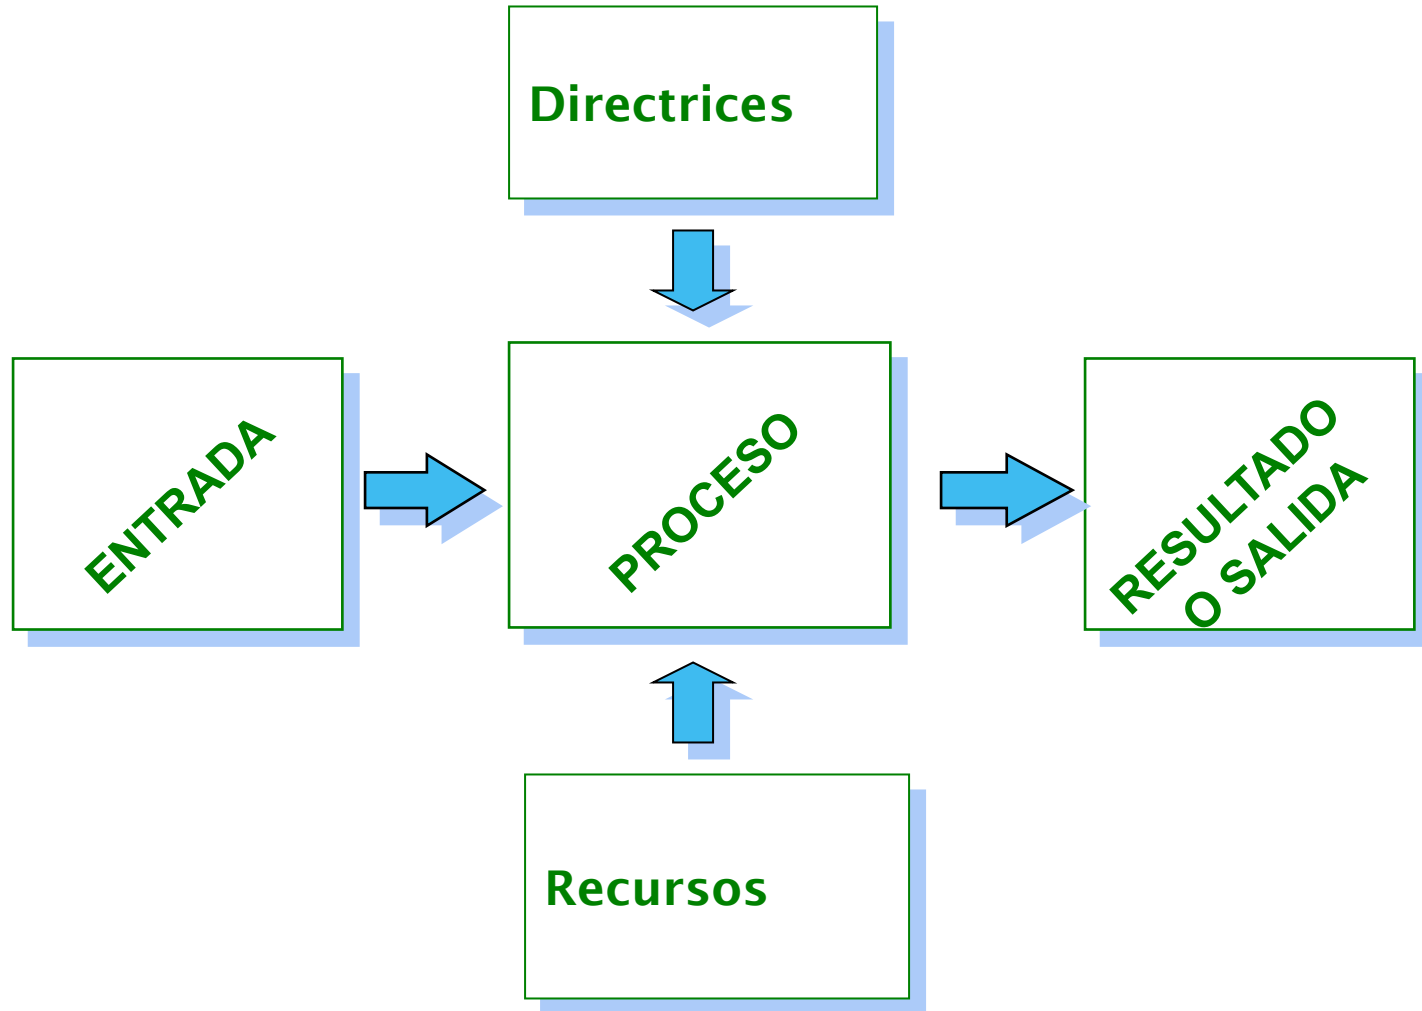 Directrices
ENTRADA
PROCESO
RESULTADO
O SALIDA
Recursos